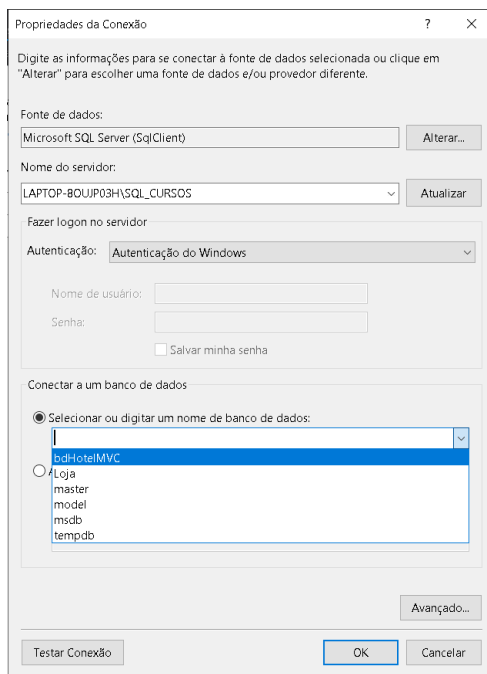 Propriedades da Conexão
?
Digite as informações para se conectar à fonte de dados selecionada ou clique em
"Alterar" para escolher uma fonte de dados e/ou provedor diferente.
Fonte de dados:
Microsoft SQL Server (SqlClient)
Alterar...
Nome do servidor:
LAPTOP-8OUJP03H\SQL_CURSOS
Atualizar
Fazer logon no servidor
Autenticação:
Autenticação do Windows
Nome de usuário:
Senha:
Salvar minha senha
Conectar a um banco de dados
Selecionar ou digitar um nome de banco de dados:
bdHotelMVC
Loja
master
model
msdb
tempdb
Avançado...
Testar Conexão
OK
Cancelar